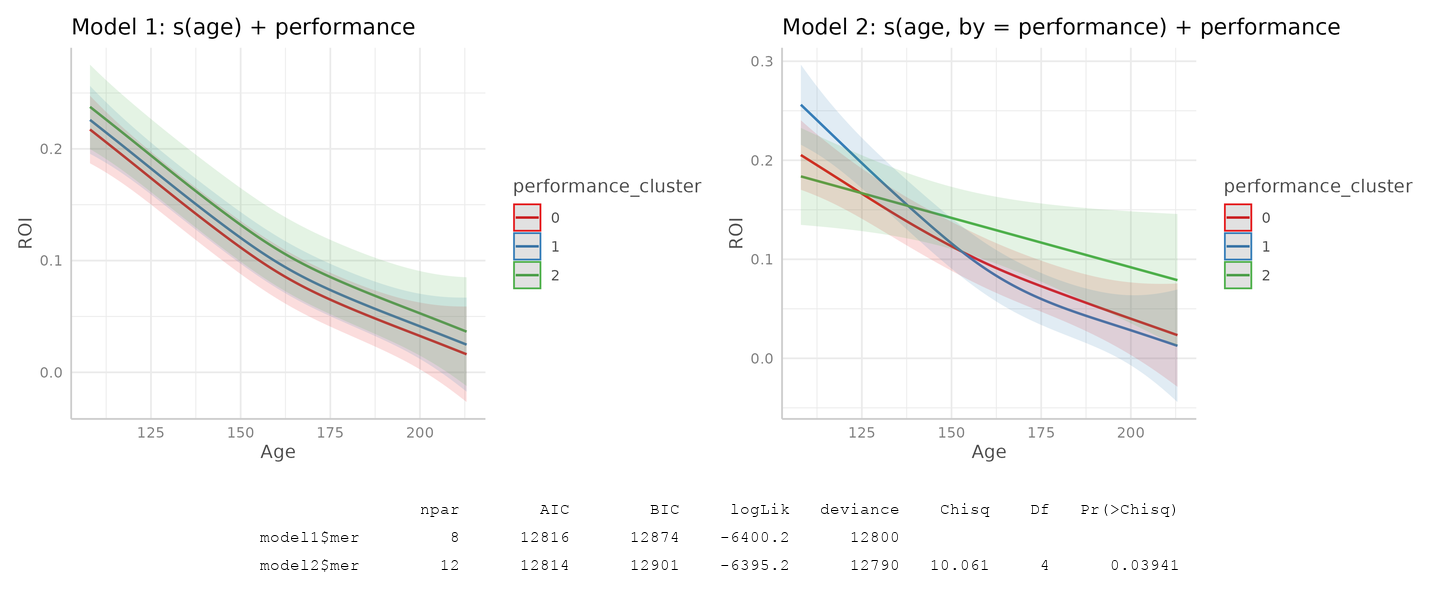 Model 1: s(age) + performance
ROI
0.2
0.1
0.0
125 150 175 200
Age
performance_cluster
0
1
2
Model 2: s(age, by = performance) + performance
ROI
0.3
0.2
0.1
0.0
125 150 175 200
Age
performance_cluster
0
1
2
npar AIC BIC logLik deviance Chisq Df Pr(>Chisq)
model1$mer 8 12816 12874 -6400.2 12800
model2$mer 12 12814 12901 -6395.2 12790 10.061 4 0.03941